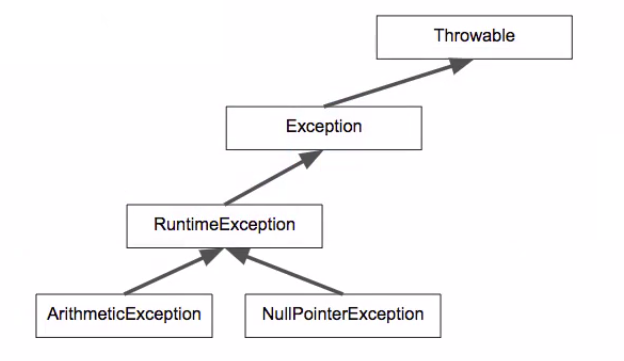 Throwable
Exception
RuntimeException
ArithmeticException
NullPointerException